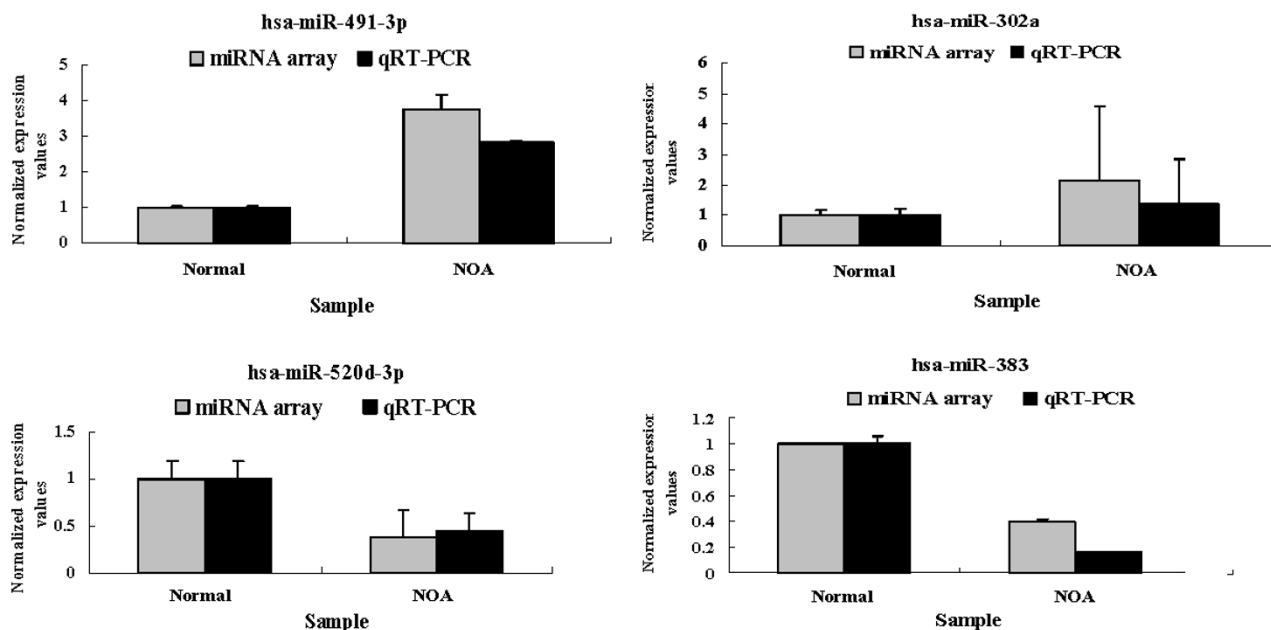 hsa-miR-491-3p
miRNA array qRT-PCR
Normalized expression
values
5
4
3
2
1
0
Normal NOA
Sample
hsa-miR-302a
miRNA array qRT-PCR
Normalized expression
values
6
5
4
3
2
1
0
Normal NOA
Sample
hsa-miR-520d-3p
miRNA array qRT-PCR
Normalized expression
values
1.5
1
0.5
0
Normal NOA
Sample
hsa-miR-383
miRNA array qRT-PCR
Normalized expression
values
1.2
1
0.8
0.6
0.4
0.2
0
Normal NOA
Sample